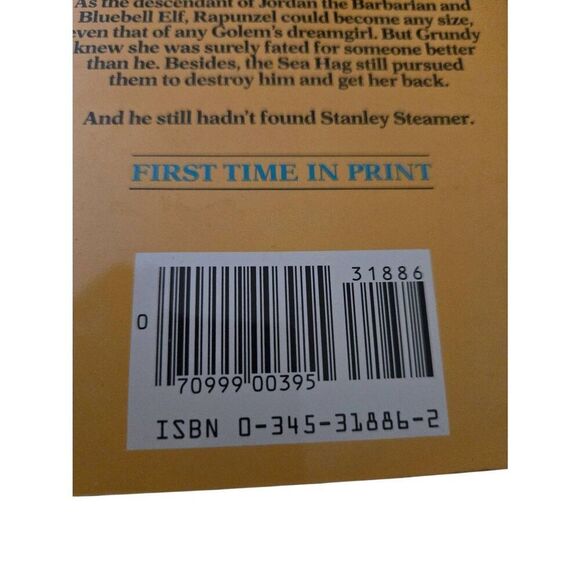 As the descendant of Jordan the Barbarian and
Bluebell Elf, Rapunzel could become any size,
even that of any Golem's dreamgirl. But Grundy
knew she was surely fated for someone better
than he. Besides, the Sea Hag still pursued
them to destroy him and get her back.
And he still hadn't found Stanley Steamer.
FIRST TIME IN PRINT
31886
0
70999 00395
ISBN 0-345-31886-2